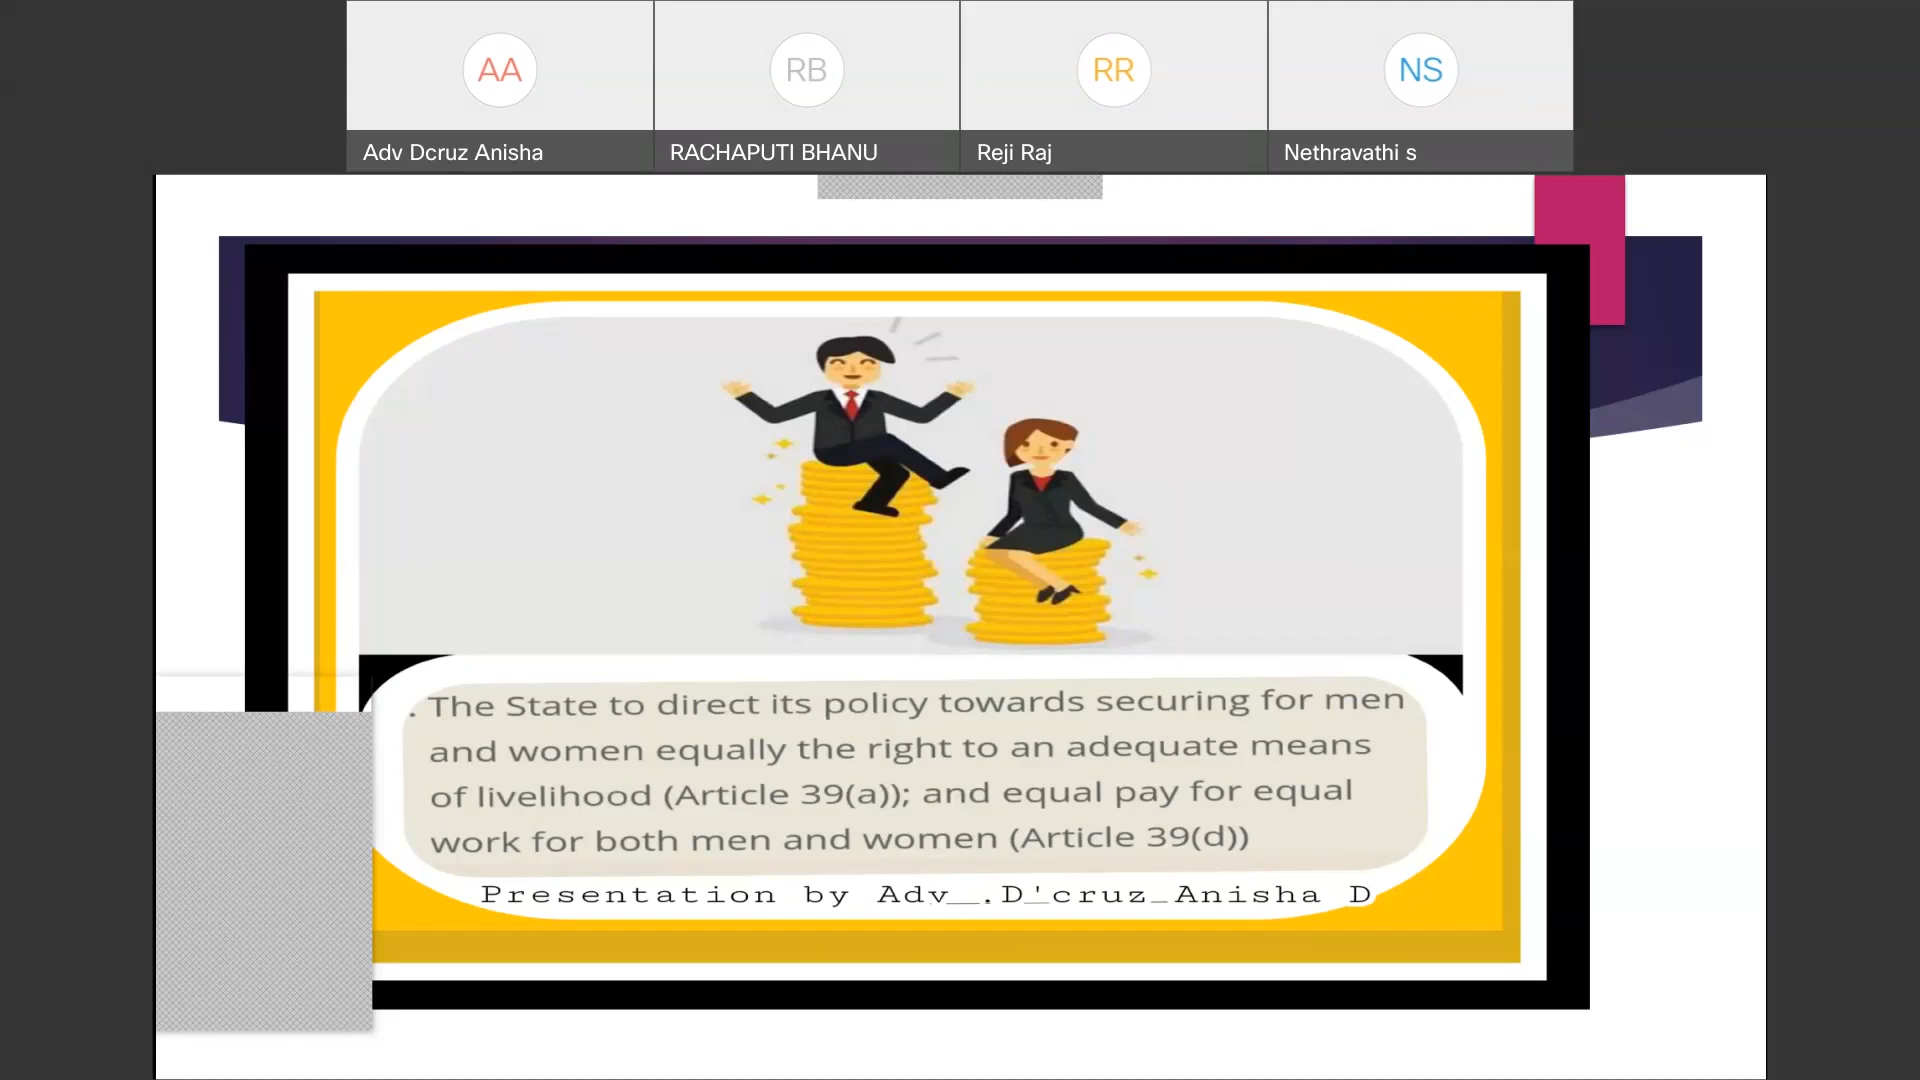 AA
RB
RR
NS
Adv Dcruz Anisha
RACHAPUTI BHANU
Reji Raj
Nethravathi s
. The State to direct its policy towards securing for men
and women equally the right to an adequate means
of livelihood (Article 39(a)); and equal pay for equal
work for both men and women (Article 39(d))
Presentation by Adv__.D'cruz_Anisha D